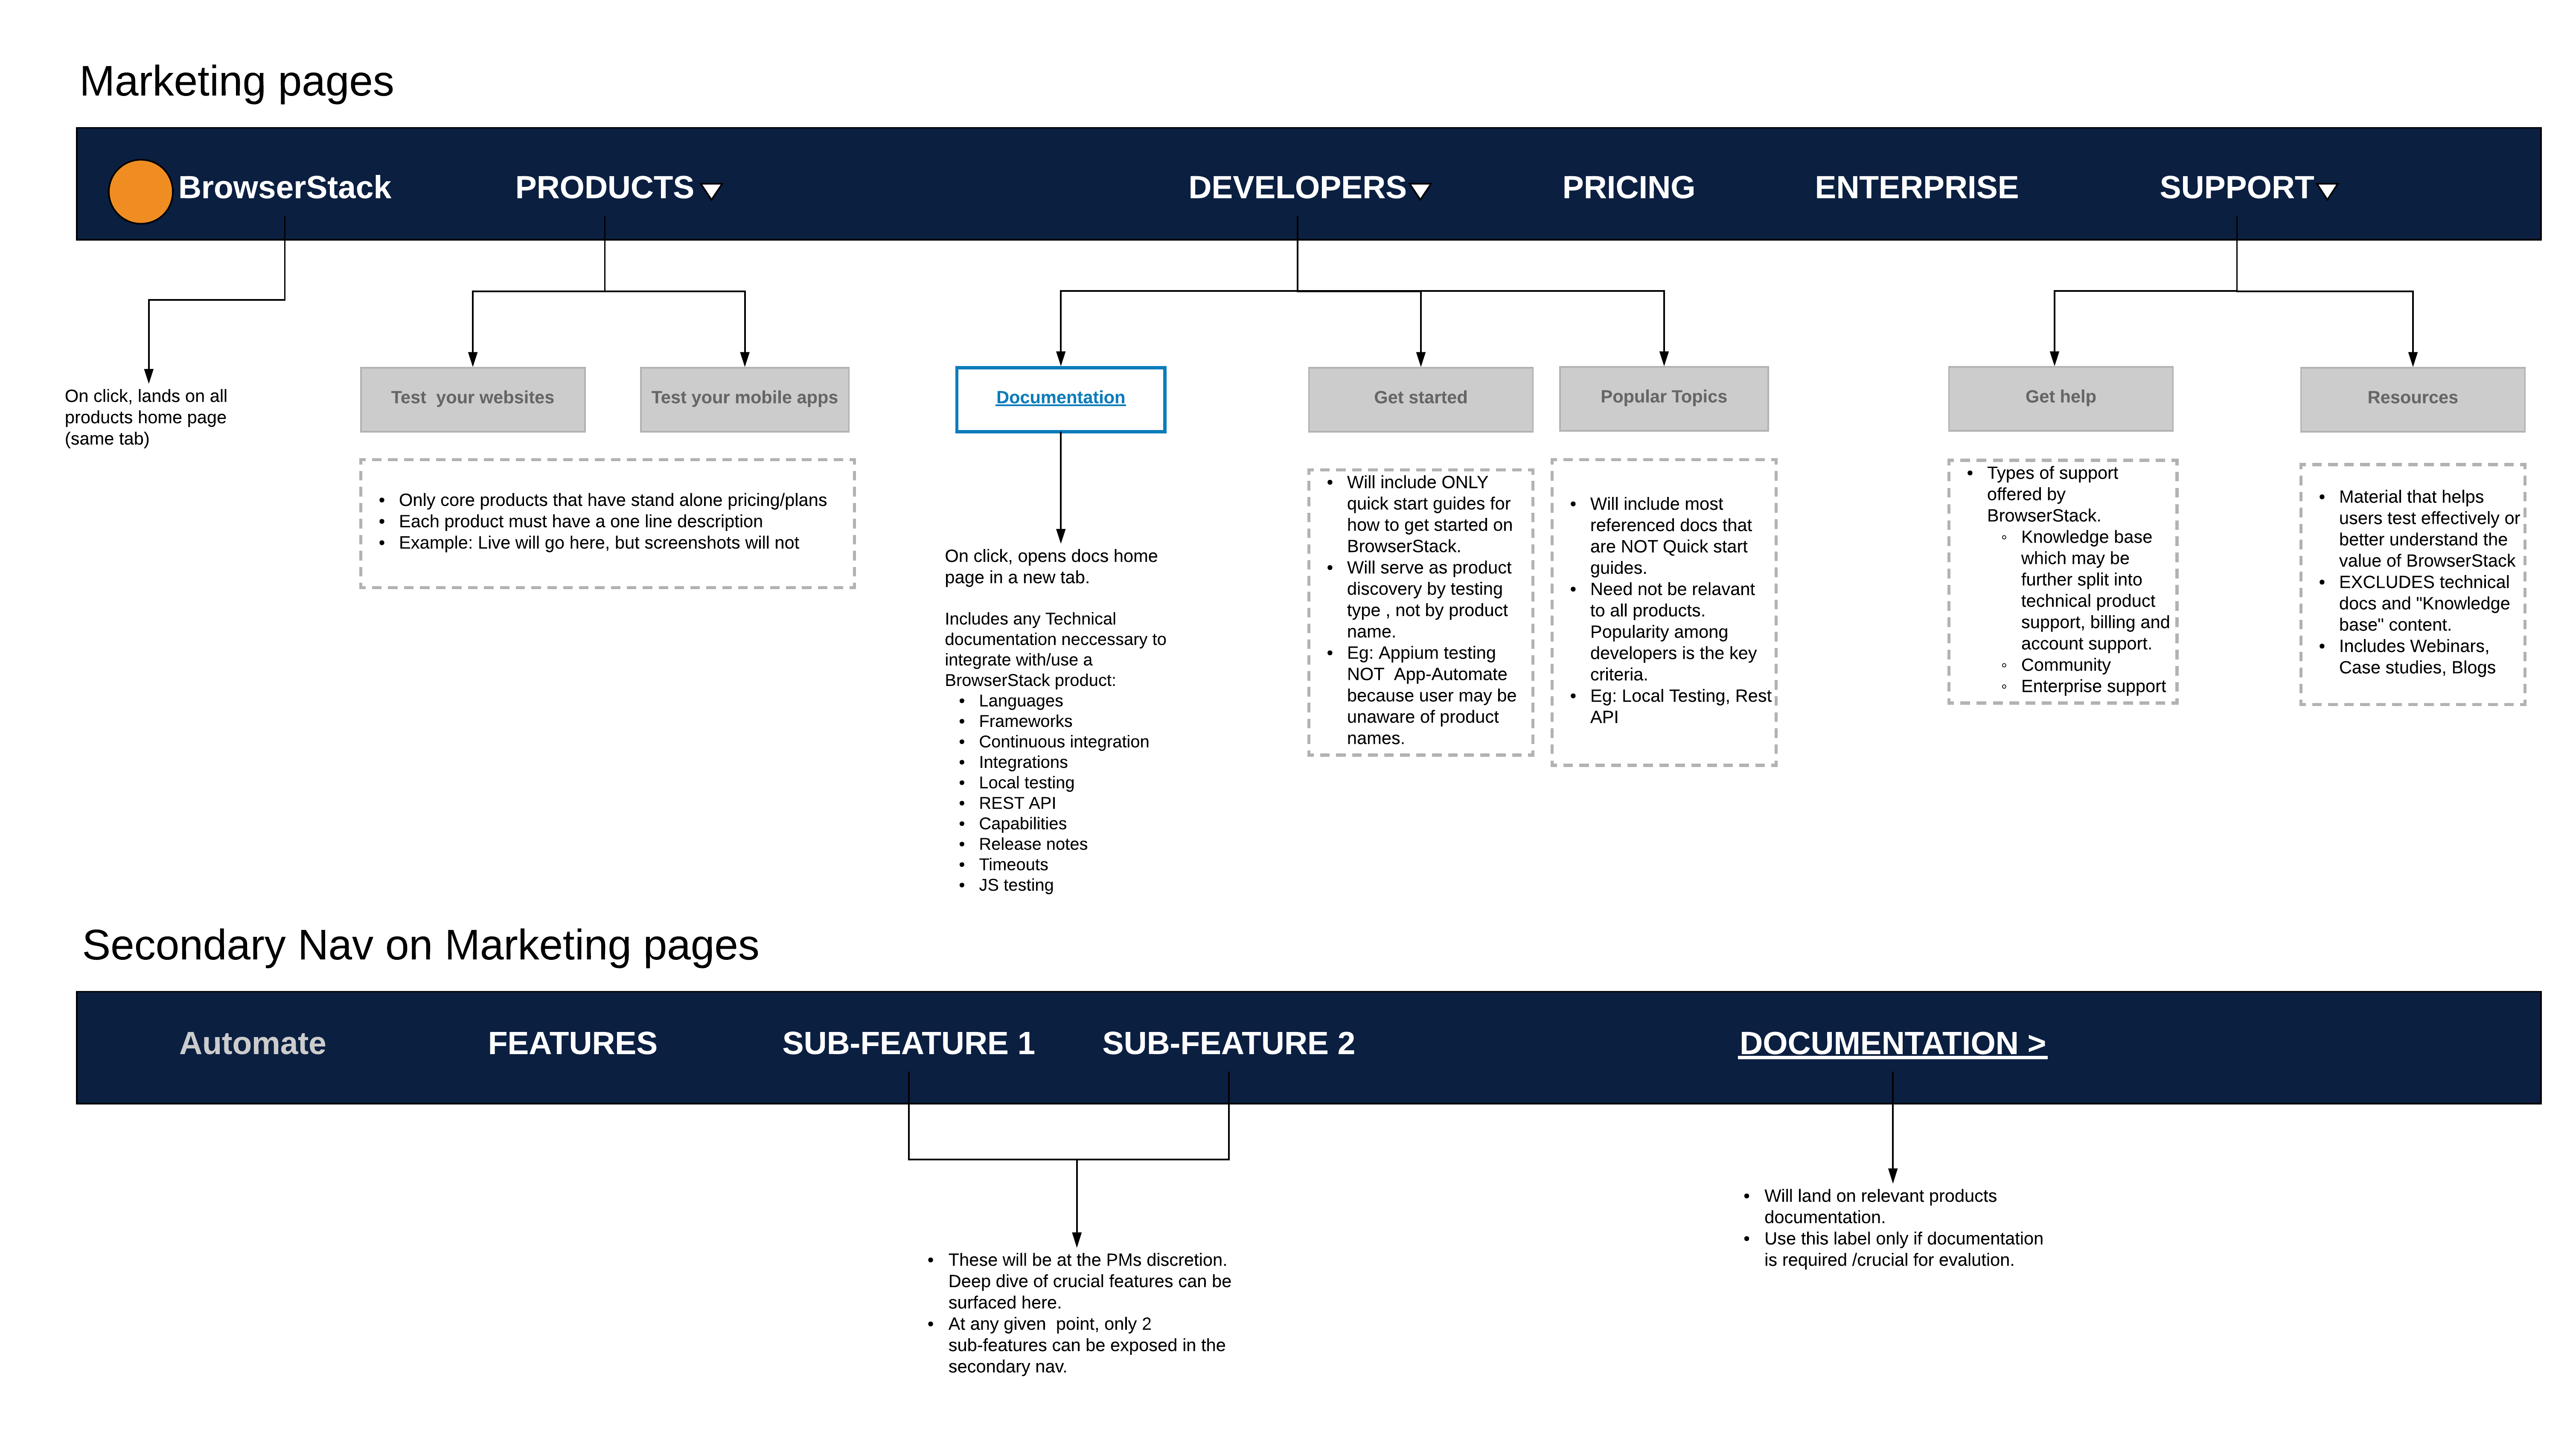 Marketing pages
BrowserStack
PRODUCTS
DEVELOPERS
PRICING
ENTERPRISE
SUPPORT
On click, lands on all
products home page
(same tab)
Test  your websites
Test your mobile apps
• Only core products that have stand alone pricing/plans
• Each product must have a one line description
• Example: Live will go here, but screenshots will not
Documentation
On click, opens docs home
page in a new tab.
Includes any Technical
documentation neccessary to
integrate with/use a
BrowserStack product:
• Languages
• Frameworks
• Continuous integration
• Integrations
• Local testing
• REST API
• Capabilities
• Release notes
• Timeouts
• JS testing
Get started
• Will include ONLY
quick start guides for
how to get started on
BrowserStack.
• Will serve as product
discovery by testing
type , not by product
name.
• Eg: Appium testing
NOT  App-Automate
because user may be
unaware of product
names.
Popular Topics
• Will include most
referenced docs that
are NOT Quick start
guides.
• Need not be relavant
to all products.
Popularity among
developers is the key
criteria.
• Eg: Local Testing, Rest
API
Get help
• Types of support
offered by
BrowserStack.
◦ Knowledge base
which may be
further split into
technical product
support, billing and
account support.
◦ Community
◦ Enterprise support
Resources
• Material that helps
users test effectively or
better understand the
value of BrowserStack
• EXCLUDES technical
docs and "Knowledge
base" content.
• Includes Webinars,
Case studies, Blogs
Secondary Nav on Marketing pages
Automate
FEATURES
SUB-FEATURE 1
SUB-FEATURE 2
DOCUMENTATION >
• These will be at the PMs discretion.
Deep dive of crucial features can be
surfaced here.
• At any given  point, only 2
sub-features can be exposed in the
secondary nav.
• Will land on relevant products
documentation.
• Use this label only if documentation
is required /crucial for evalution.